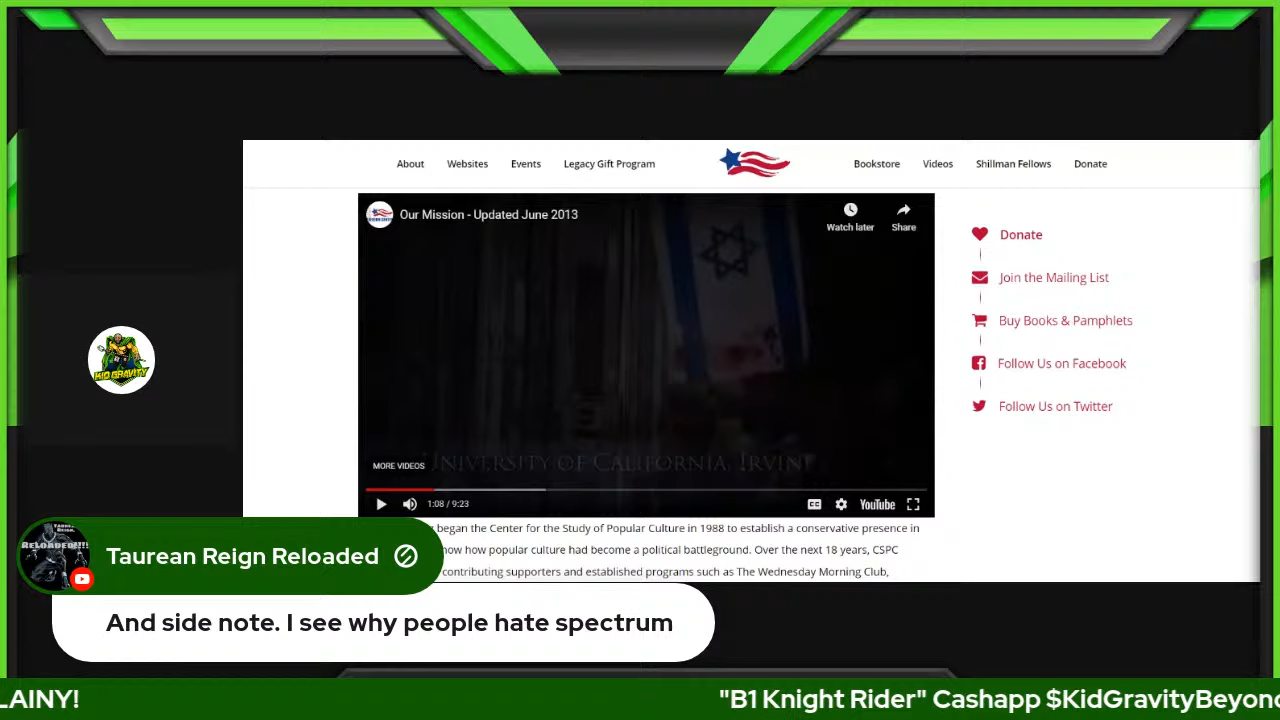 About Websites Events Legacy Gift Program Bookstore Videos Shillman Fellows Donate
Our Mission - Updated June 2013
Watch later Share
Donate
Join the Mailing List
Buy Books & Pamphlets
Follow Us on Facebook
Follow Us on Twitter
KID GRAVITY
MORE VIDEOS
UNIVERSITY OF CALIFORNIA, IRVINE
1:08 / 9:23
CC
YouTube
began the Center for the Study of Popular Culture in 1988 to establish a conservative presence in
how popular culture had become a political battleground. Over the next 18 years, CSPC
contributing supporters and established programs such as The Wednesday Morning Club,
TAUREAN
REIGN
RELOADED!!!!
Taurean Reign Reloaded
And side note. I see why people hate spectrum
LAINY! "B1 Knight Rider" Cashapp $KidGravityBeyond